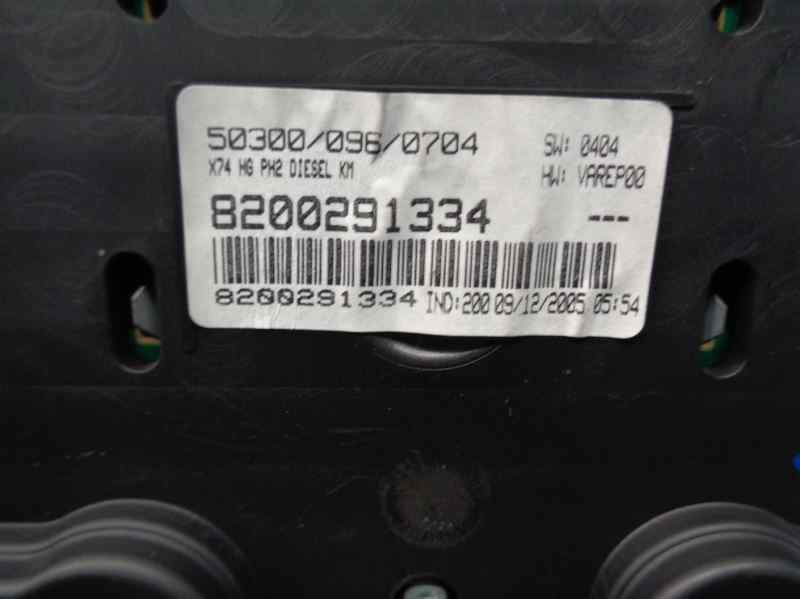 50300/096/0704 SW: 0404
X74 HG PH2 DIESEL KM HW: VAREP00
8200291334 ---
8200291334 IND:200 09/12/2005 05:54